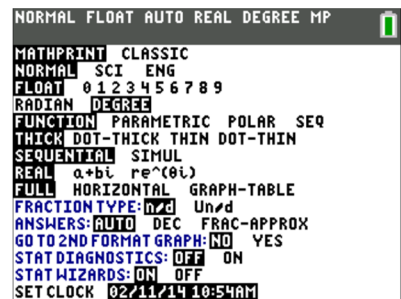 NORMAL FLOAT AUTO REAL DEGREE MP
MATHPRINT CLASSIC
NORMAL SCI ENG
FLOAT 0 1 2 3 4 5 6 7 8 9
RADIAN DEGREE
FUNCTION PARAMETRIC POLAR SEQ
THICK DOT-THICK THIN DOT-THIN
SEQUENTIAL SIMUL
REAL a+bi re^(θi)
FULL HORIZONTAL GRAPH-TABLE
FRACTION TYPE: n/d Un/d
ANSWERS: AUTO DEC FRAC-APPROX
GO TO 2ND FORMAT GRAPH: NO YES
STAT DIAGNOSTICS: OFF ON
STAT WIZARDS: ON OFF
SET CLOCK 02/11/14 10:54AM